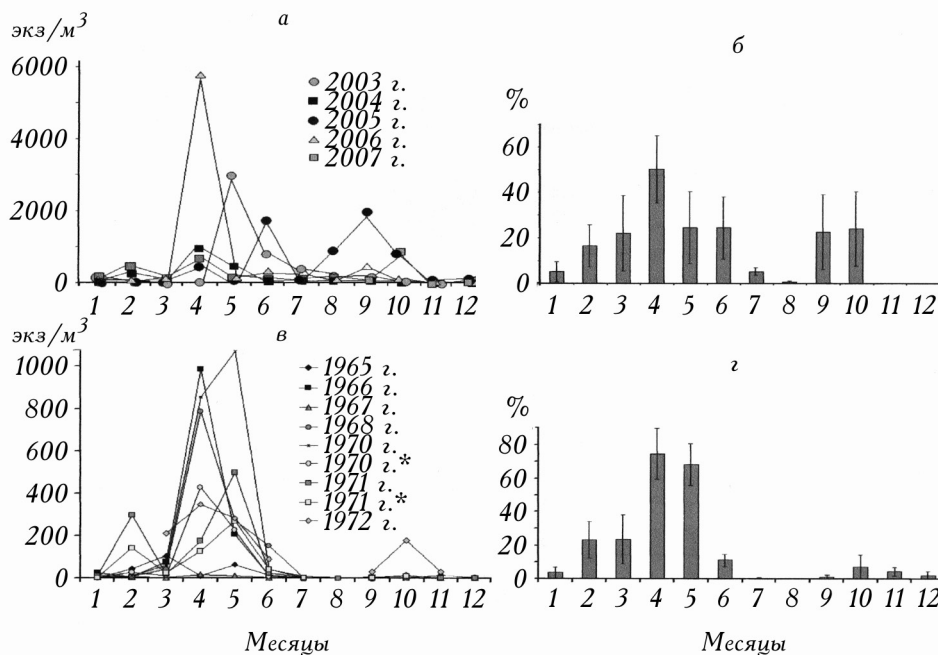 экз/м³
а
6000
4000
2000
0
2003 г.
2004 г.
2005 г.
2006 г.
2007 г.
1 2 3 4 5 6 7 8 9 10 11 12
б
%
60
40
20
0
1 2 3 4 5 6 7 8 9 10 11 12
экз/м³
в
1000
800
600
400
200
0
1965 г.
1966 г.
1967 г.
1968 г.
1970 г.
1970 г.*
1971 г.
1971 г.*
1972 г.
1 2 3 4 5 6 7 8 9 10 11 12
Месяцы
г
%
80
60
40
20
0
1 2 3 4 5 6 7 8 9 10 11 12
Месяцы